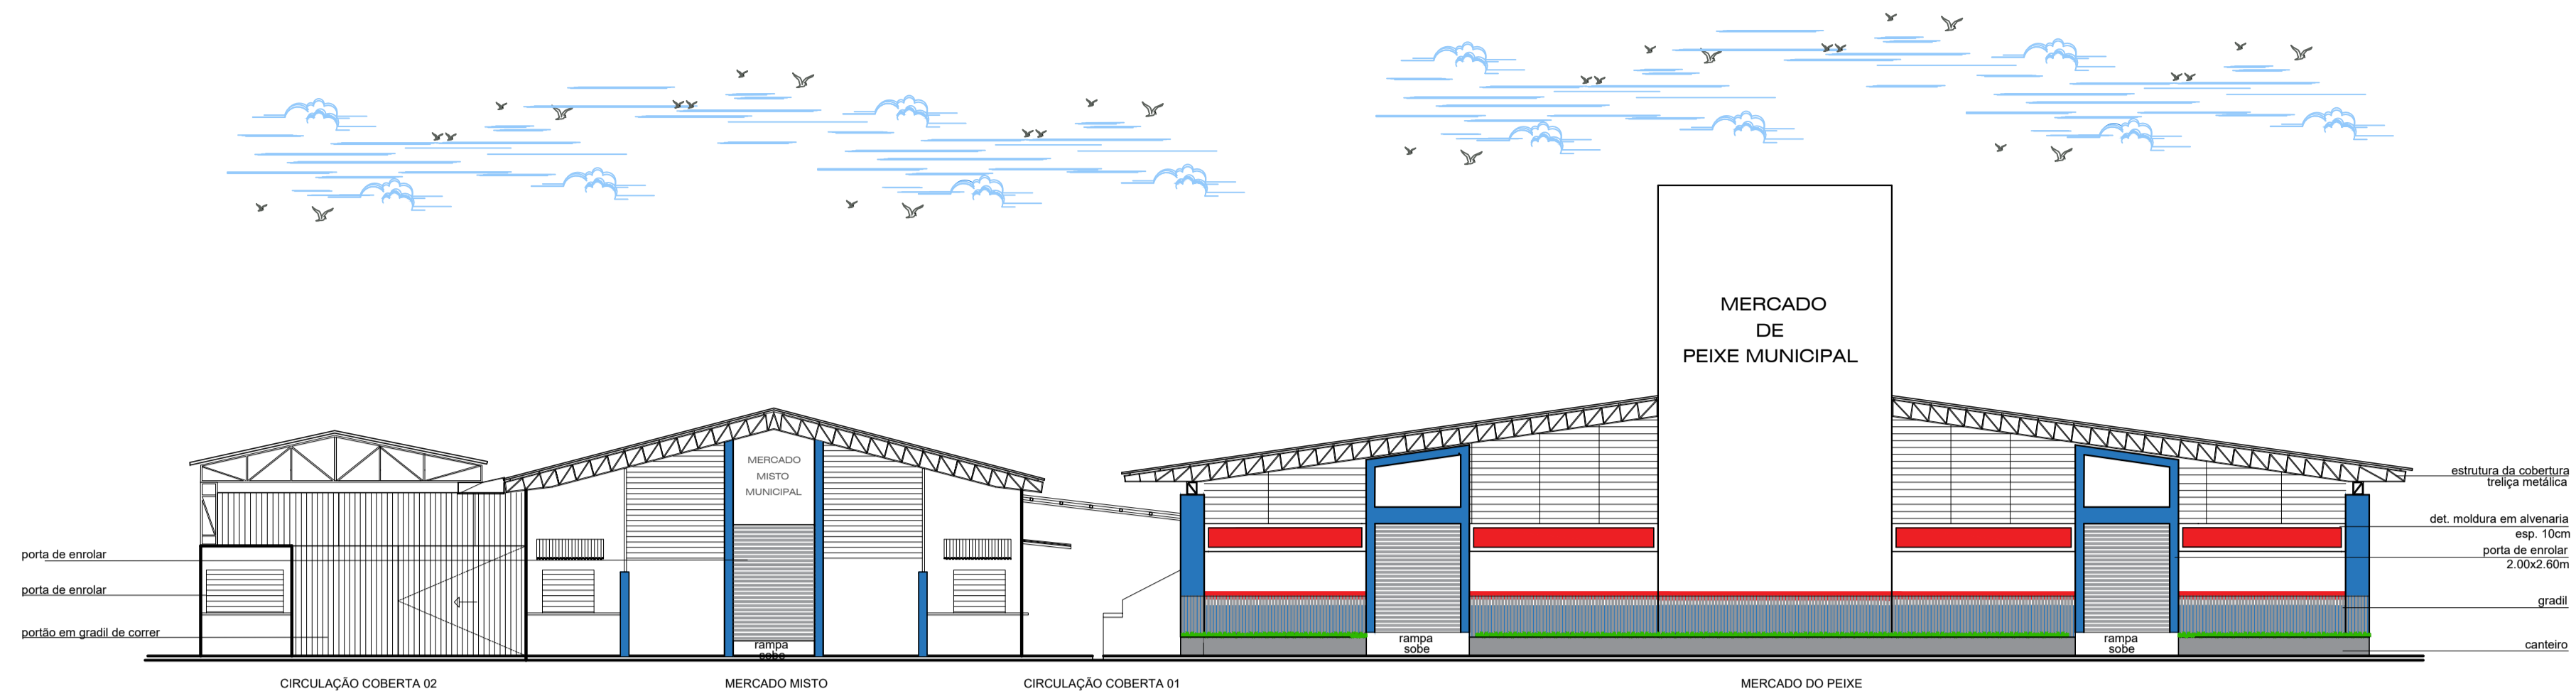 MERCADO
DE
PEIXE MUNICIPAL
MERCADO
MISTO
MUNICIPAL
porta de enrolar
porta de enrolar
portão em gradil de correr
rampa
sobe
rampa
sobe
rampa
sobe
estrutura da cobertura
treliça metálica
det. moldura em alvenaria
esp. 10cm
porta de enrolar
2.00x2.60m
gradil
canteiro
CIRCULAÇÃO COBERTA 02
MERCADO MISTO
CIRCULAÇÃO COBERTA 01
MERCADO DO PEIXE